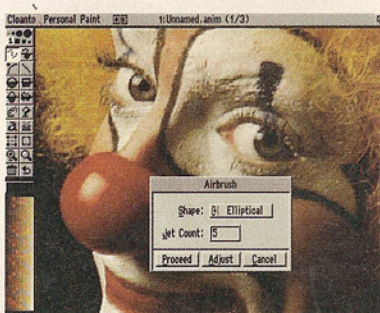 Cloanto Personal Paint 1:Unnamed.anim (1/3)
Airbrush
Shape: Elliptical
Jet Count: 5
Proceed Adjust Cancel